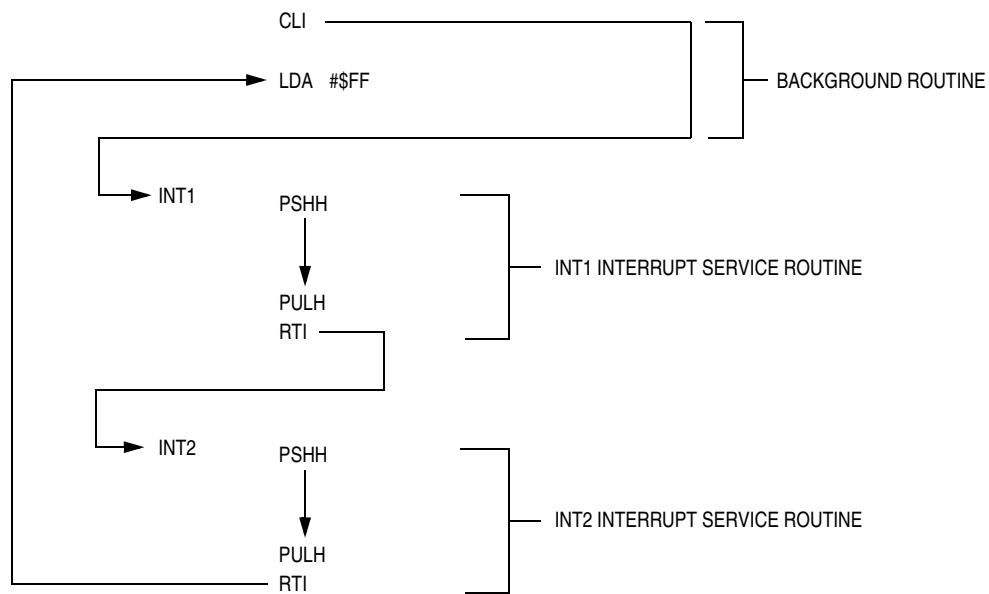 CLI
LDA #$FF
BACKGROUND ROUTINE
INT1
PSHH
INT1 INTERRUPT SERVICE ROUTINE
PULH
RTI
INT2
PSHH
INT2 INTERRUPT SERVICE ROUTINE
PULH
RTI